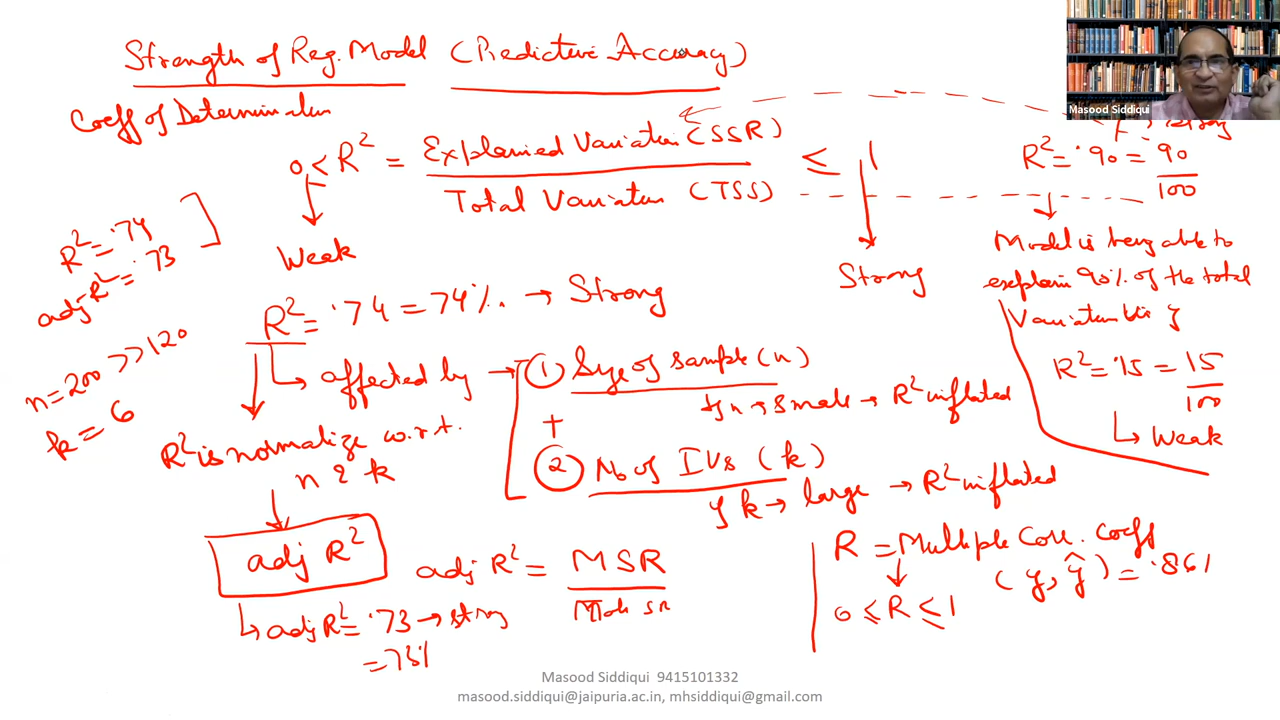 Strength of Reg. Model (Predictive Accuracy)
Masood Siddiqui
Coeff of Determination
0 < R² = Explained Variation (SSR) / Total Variation (TSS) ≤ 1
Weak
Strong
R² = .90 = 90/100
Model is being able to
explain 90% of the total
Variation in y
R² = .15 = 15/100
Weak
R² = .74
adj R² = .73
n = 200 >> 120
k = 6
R² = .74 = 74% → Strong
affected by → ① Size of sample (n)
If n → small → R² inflated
+
② No of IVs (k)
If k → large → R² inflated
R² is normalize w.r.t.
n & k
adj R²
adj R² = .73 → strong
= 73%
adj R² = MSR /
R = Multiple Corr. Coeff
(y, ŷ) = .861
0 ≤ R ≤ 1
Masood Siddiqui 9415101332
masood.siddiqui@jaipuria.ac.in, mhsiddiqui@gmail.com